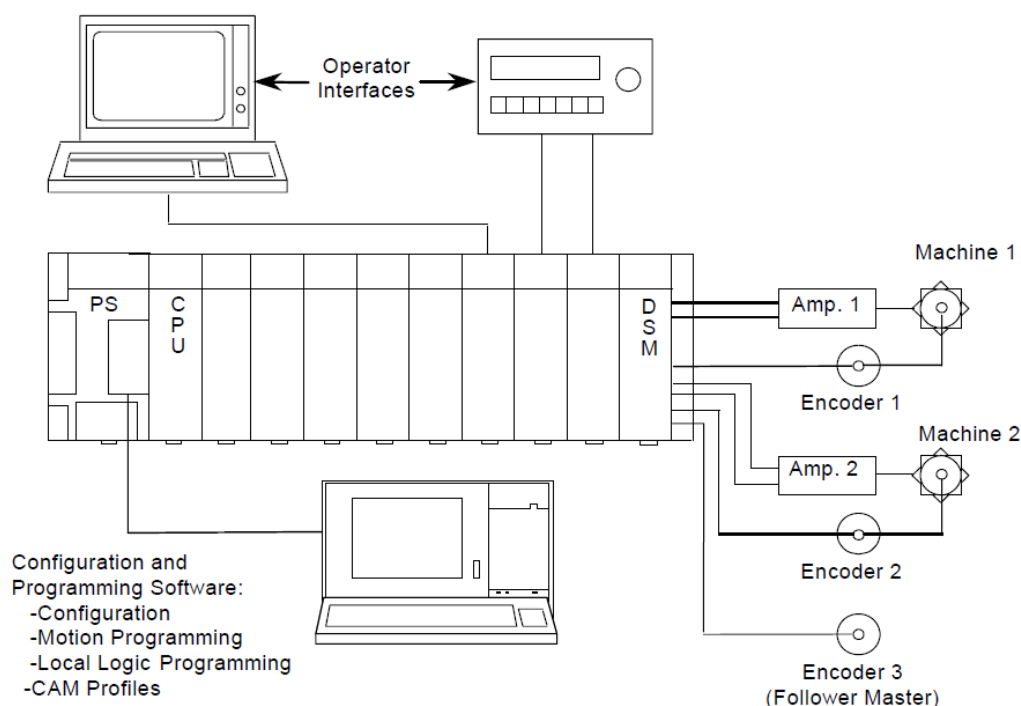 Operator
Interfaces
Machine 1
PS
C
P
U
D
S
M
Amp. 1
Encoder 1
Machine 2
Amp. 2
Encoder 2
Configuration and
Programming Software:
-Configuration
-Motion Programming
-Local Logic Programming
-CAM Profiles
Encoder 3
(Follower Master)